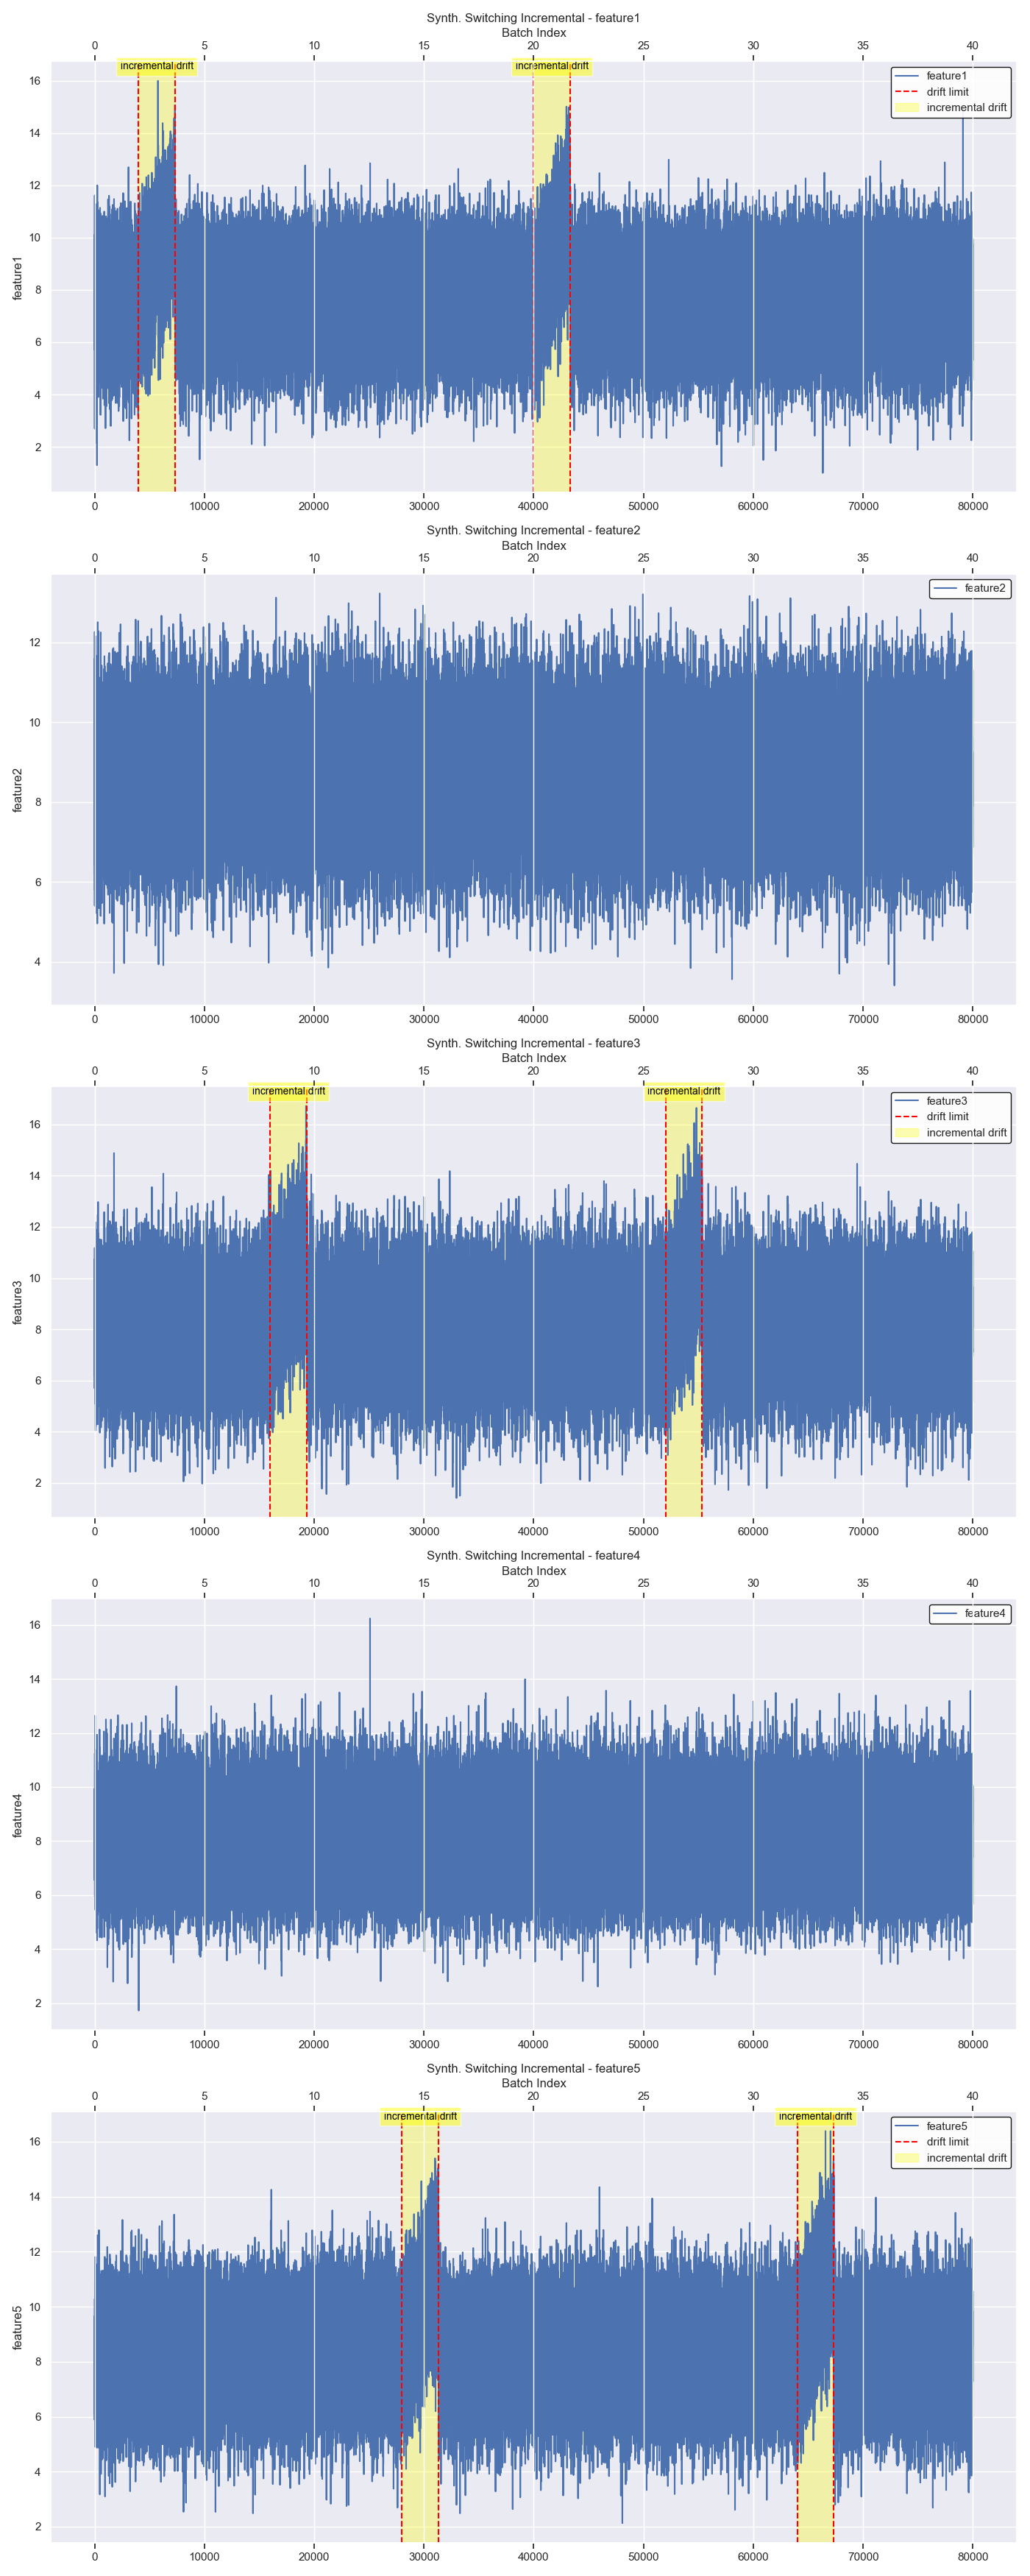 Synth. Switching Incremental - feature1
Batch Index
0 5 10 15 20 25 30 35 40
incremental drift incremental drift
feature1
drift limit
incremental drift
16
14
12
10
8
6
4
2
feature1
0 10000 20000 30000 40000 50000 60000 70000 80000
Synth. Switching Incremental - feature2
Batch Index
0 5 10 15 20 25 30 35 40
feature2
12
10
8
6
4
feature2
0 10000 20000 30000 40000 50000 60000 70000 80000
Synth. Switching Incremental - feature3
Batch Index
0 5 10 15 20 25 30 35 40
incremental drift incremental drift
feature3
drift limit
incremental drift
16
14
12
10
8
6
4
2
feature3
0 10000 20000 30000 40000 50000 60000 70000 80000
Synth. Switching Incremental - feature4
Batch Index
0 5 10 15 20 25 30 35 40
feature4
16
14
12
10
8
6
4
2
feature4
0 10000 20000 30000 40000 50000 60000 70000 80000
Synth. Switching Incremental - feature5
Batch Index
0 5 10 15 20 25 30 35 40
incremental drift incremental drift
feature5
drift limit
incremental drift
16
14
12
10
8
6
4
2
feature5
0 10000 20000 30000 40000 50000 60000 70000 80000